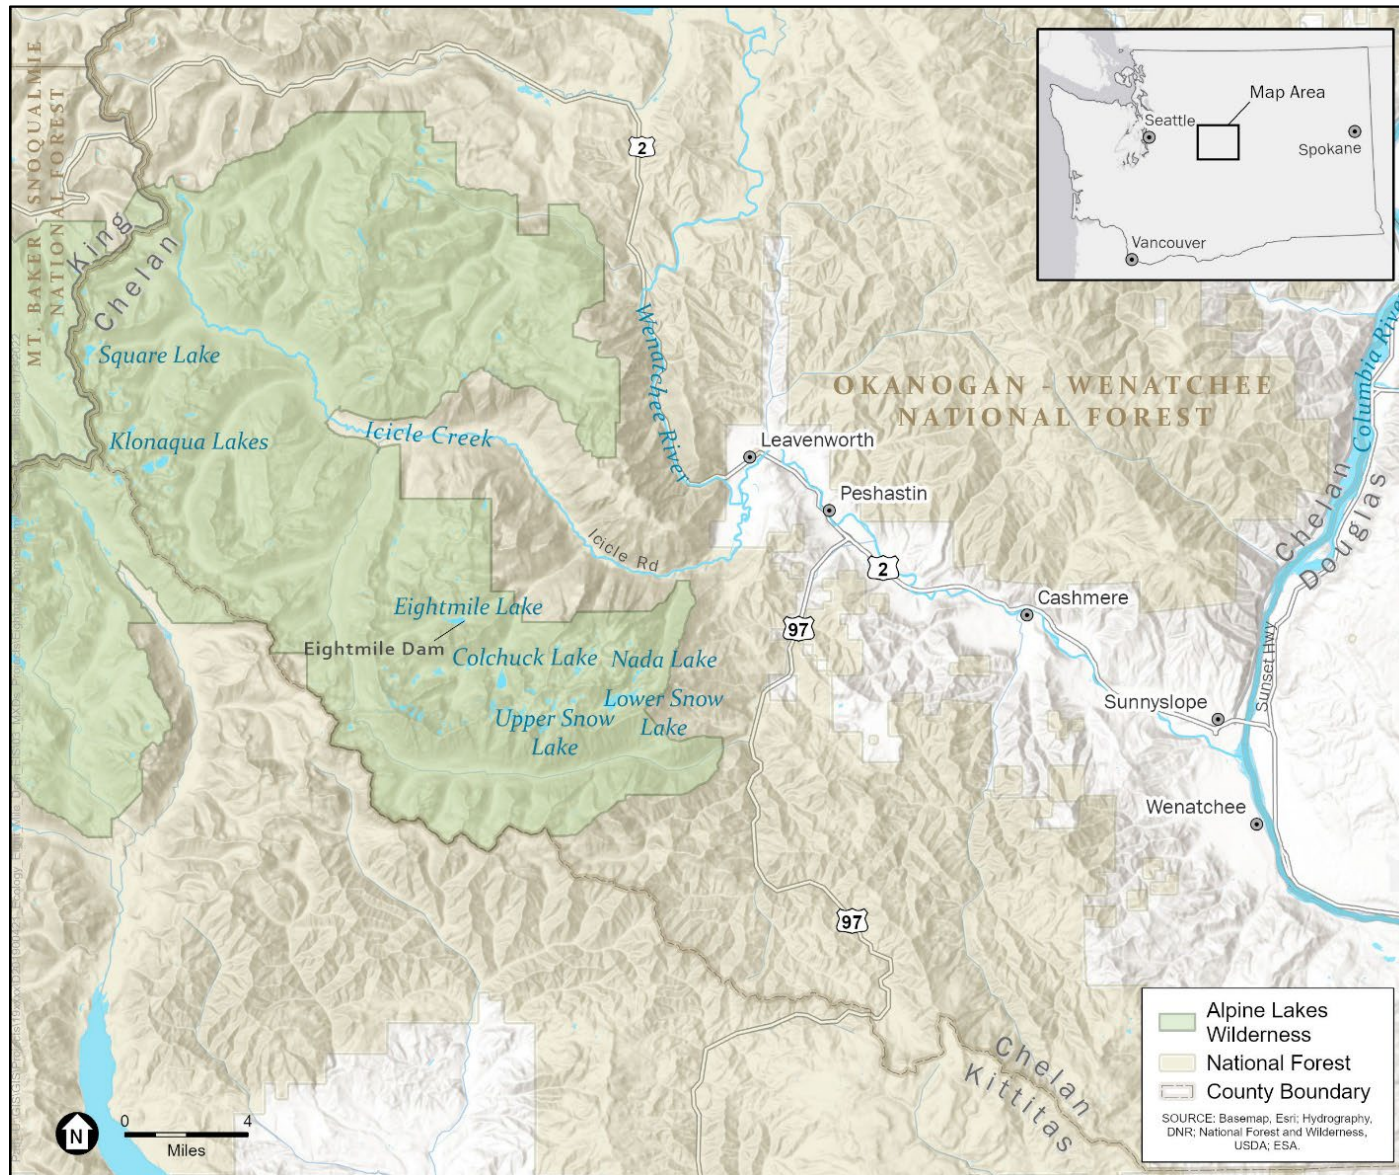 MT. BAKER - SNOQUALMIE
NATIONAL FOREST
King
Chelan
Square Lake
Klonaqua Lakes
Icicle Creek
Icicle Rd
2
Wenatchee River
OKANOGAN - WENATCHEE
NATIONAL FOREST
Leavenworth
Peshastin
2
97
Cashmere
Sunnyslope
Wenatchee
Sunset Hwy
Columbia River
Chelan
Douglas
Eightmile Lake
Eightmile Dam
Colchuck Lake
Nada Lake
Upper Snow
Lake
Lower Snow
Lake
97
Chelan
Kittitas
Map Area
Seattle
Spokane
Vancouver
N
0 4
Miles
Alpine Lakes
Wilderness
National Forest
County Boundary
SOURCE: Basemap, Esri; Hydrography,
DNR; National Forest and Wilderness,
USDA; ESA.